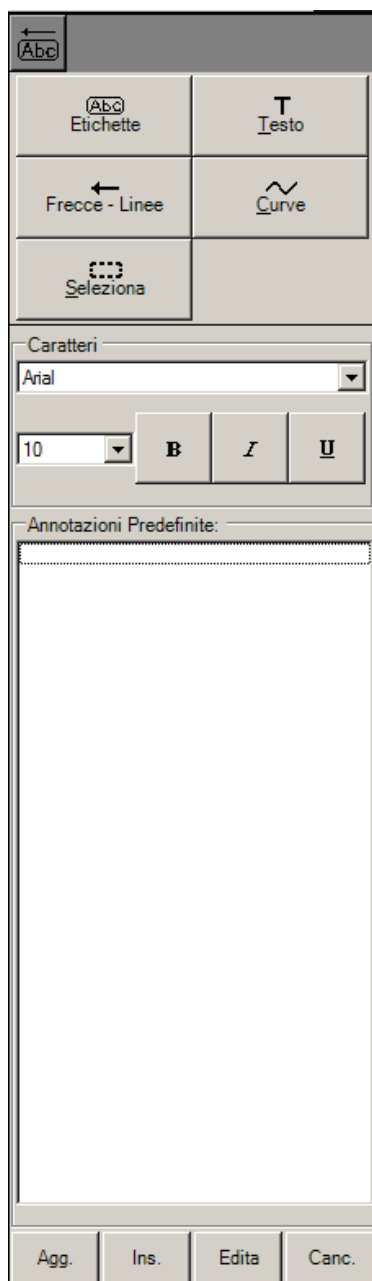 Abc
Abc
Etichette
T
Testo
Frecce - Linee
Curve
Seleziona
Caratteri
Arial
10
B
I
U
Annotazioni Predefinite:
Agg.
Ins.
Edita
Canc.